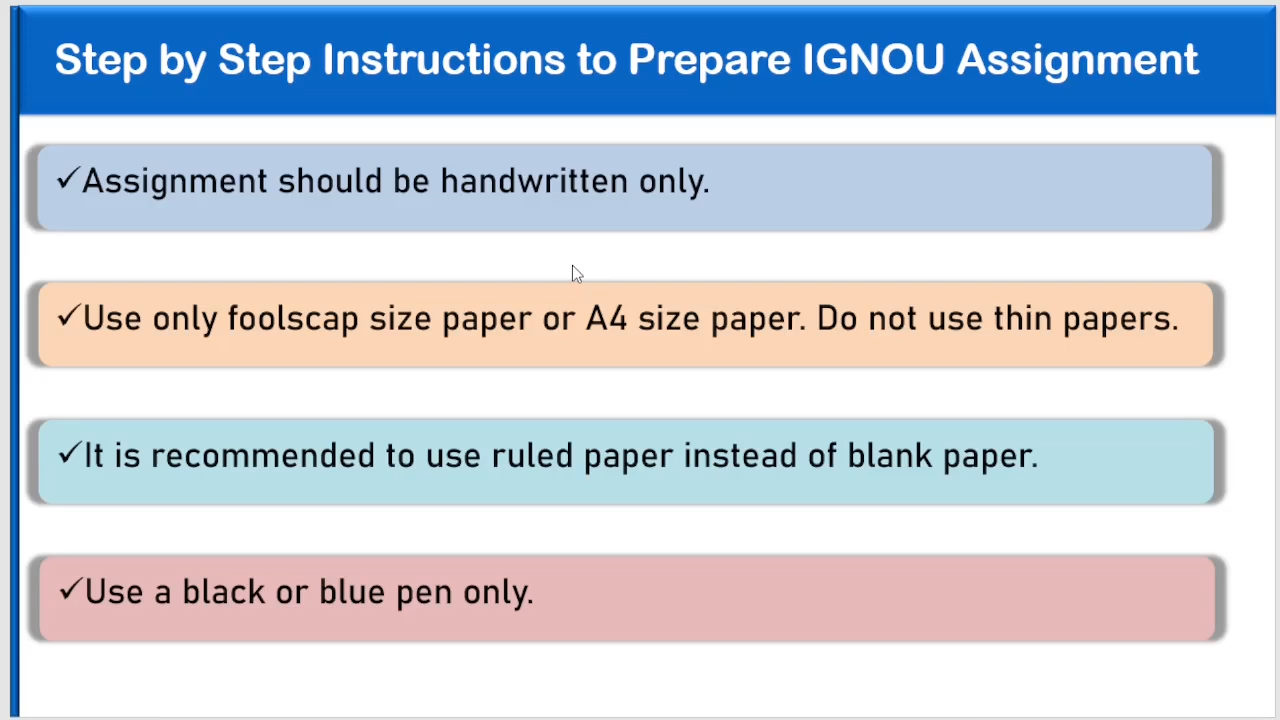 Step by Step Instructions to Prepare IGNOU Assignment
✓Assignment should be handwritten only.
✓Use only foolscap size paper or A4 size paper. Do not use thin papers.
✓It is recommended to use ruled paper instead of blank paper.
✓Use a black or blue pen only.